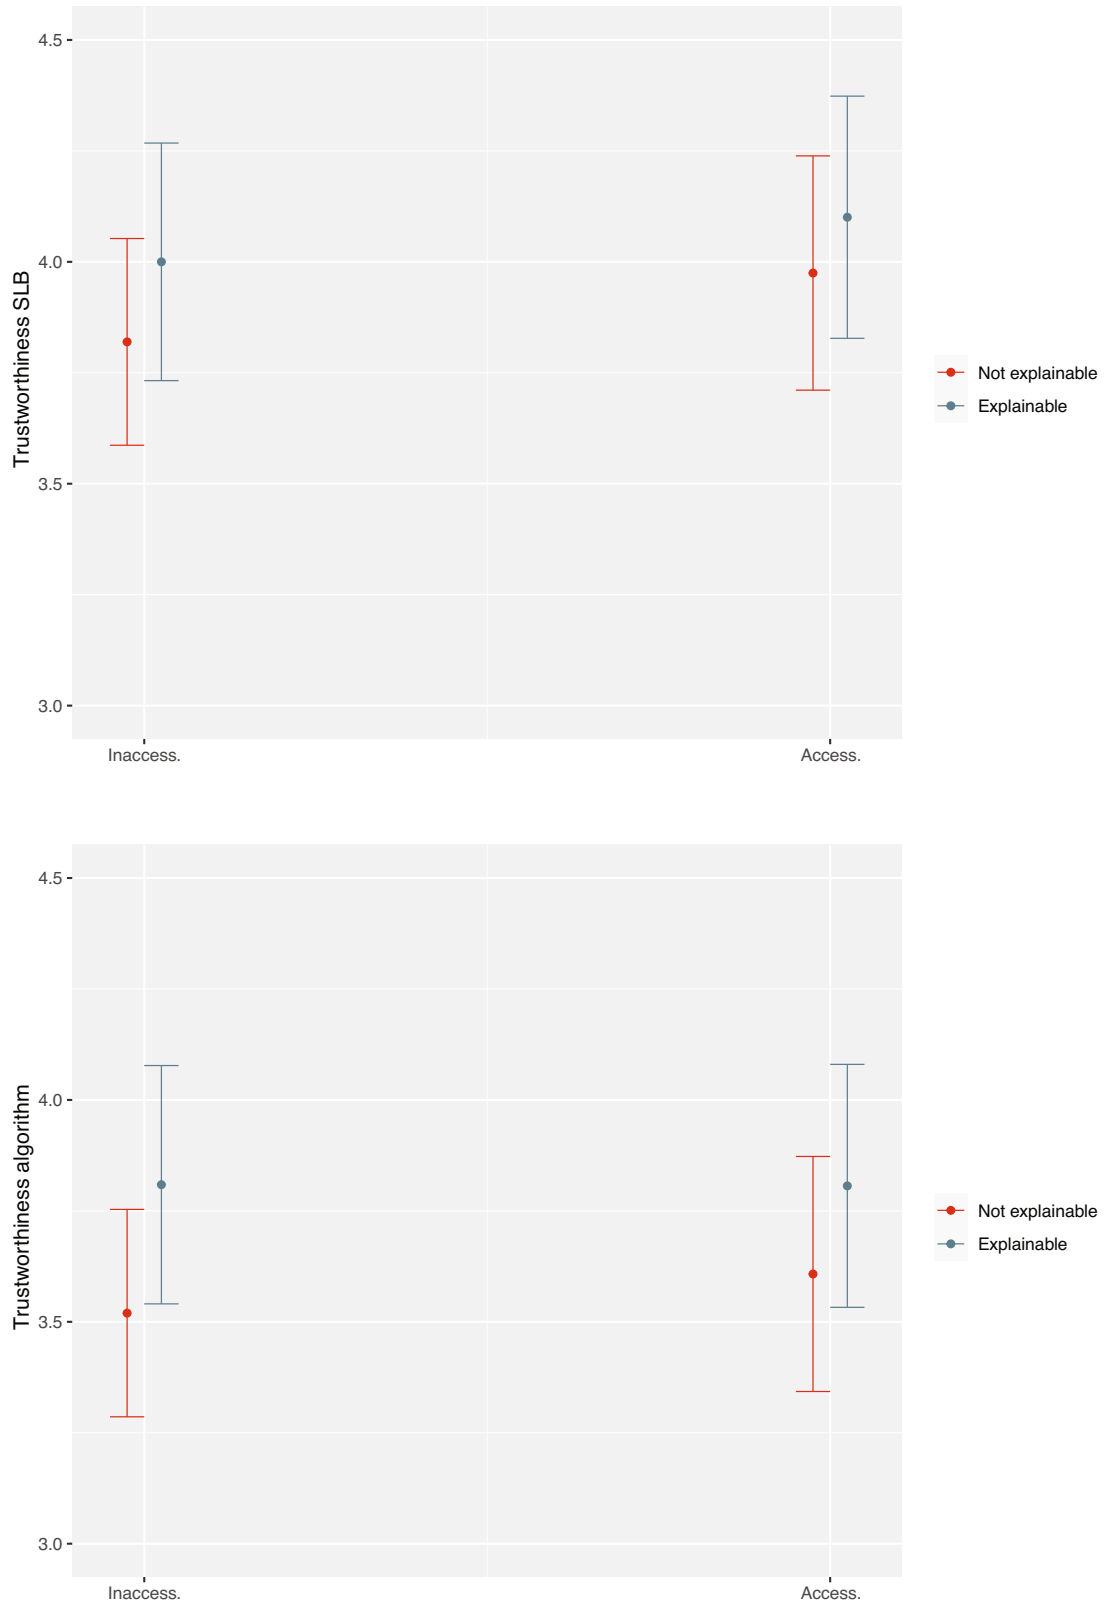 4.5
4.0
3.5
3.0
Trustworthiness SLB
Inaccess.
Access.
Not explainable
Explainable
4.5
4.0
3.5
3.0
Trustworthiness algorithm
Inaccess.
Access.
Not explainable
Explainable